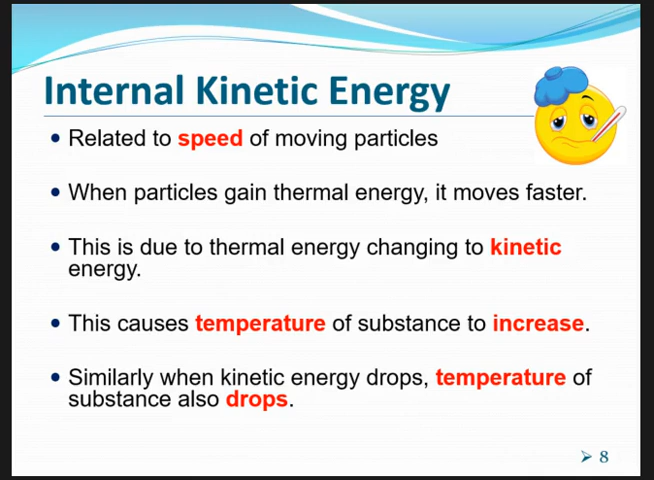 Internal Kinetic Energy
• Related to speed of moving particles
• When particles gain thermal energy, it moves faster.
• This is due to thermal energy changing to kinetic
energy.
• This causes temperature of substance to increase.
• Similarly when kinetic energy drops, temperature of
substance also drops.
➢ 8